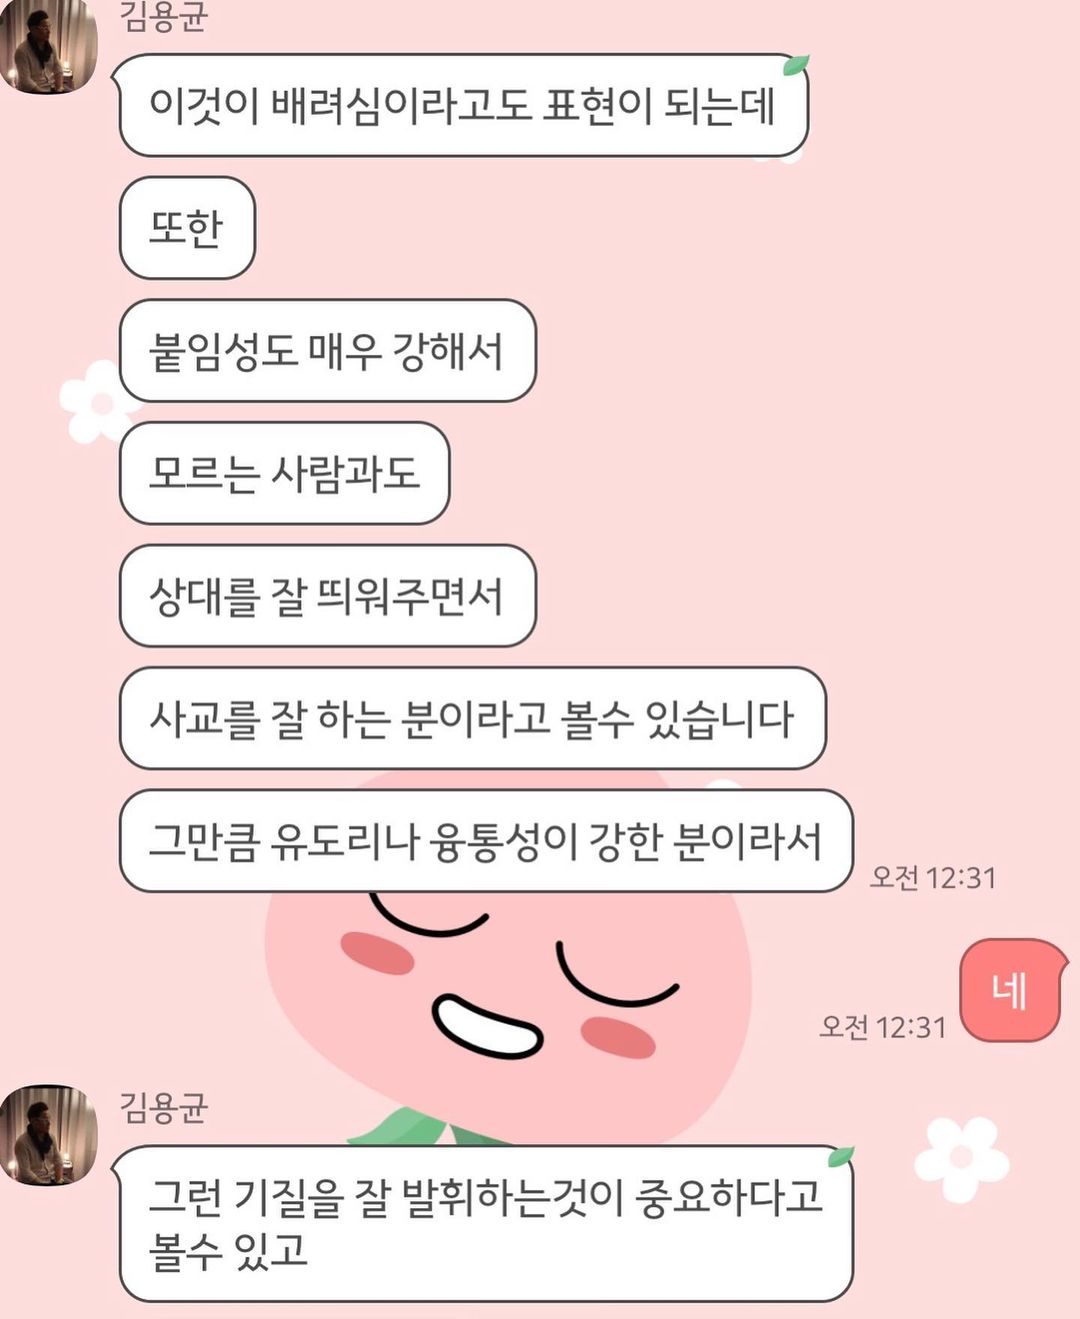 김용균
이것이 배려심이라고도 표현이 되는데
또한
붙임성도 매우 강해서
모르는 사람과도
상대를 잘 띄워주면서
사교를 잘 하는 분이라고 볼수 있습니다
그만큼 유도리나 융통성이 강한 분이라서
오전 12:31
네
오전 12:31
김용균
그런 기질을 잘 발휘하는것이 중요하다고
볼수 있고